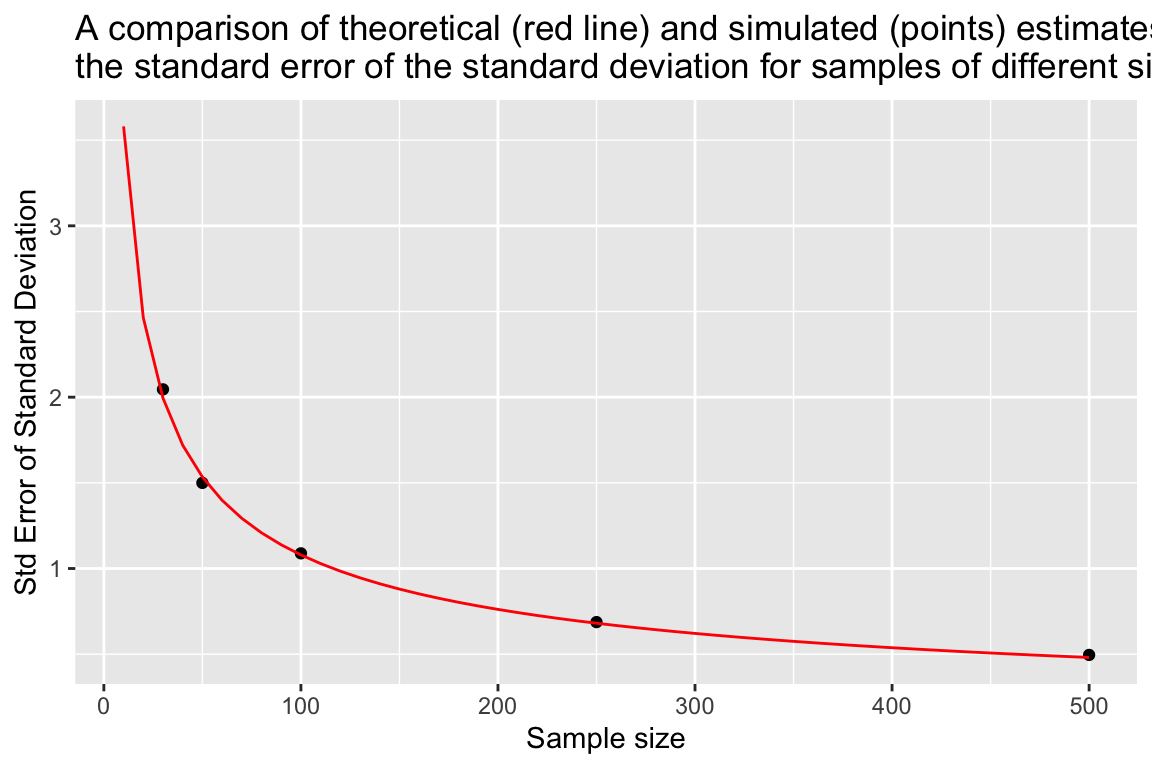 A comparison of theoretical (red line) and simulated (points) estimates
the standard error of the standard deviation for samples of different si
Std Error of Standard Deviation
3
2
1
0 100 200 300 400 500
Sample size